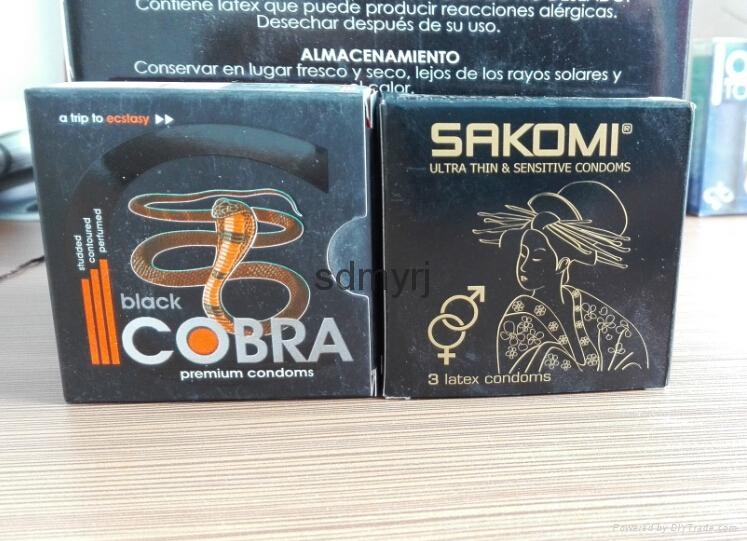 Contiene latex que puede producir reacciones alérgicas.
Desechar después de su uso.
ALMACENAMIENTO
Conservar en lugar fresco y seco, lejos de los rayos solares y
calor.
a trip to ecstasy
studded
contoured
perfumed
black
COBRA
premium condoms
SAKOMI®
ULTRA THIN & SENSITIVE CONDOMS
3 latex condoms
sdmyrj
Powered by DIYTrade.com